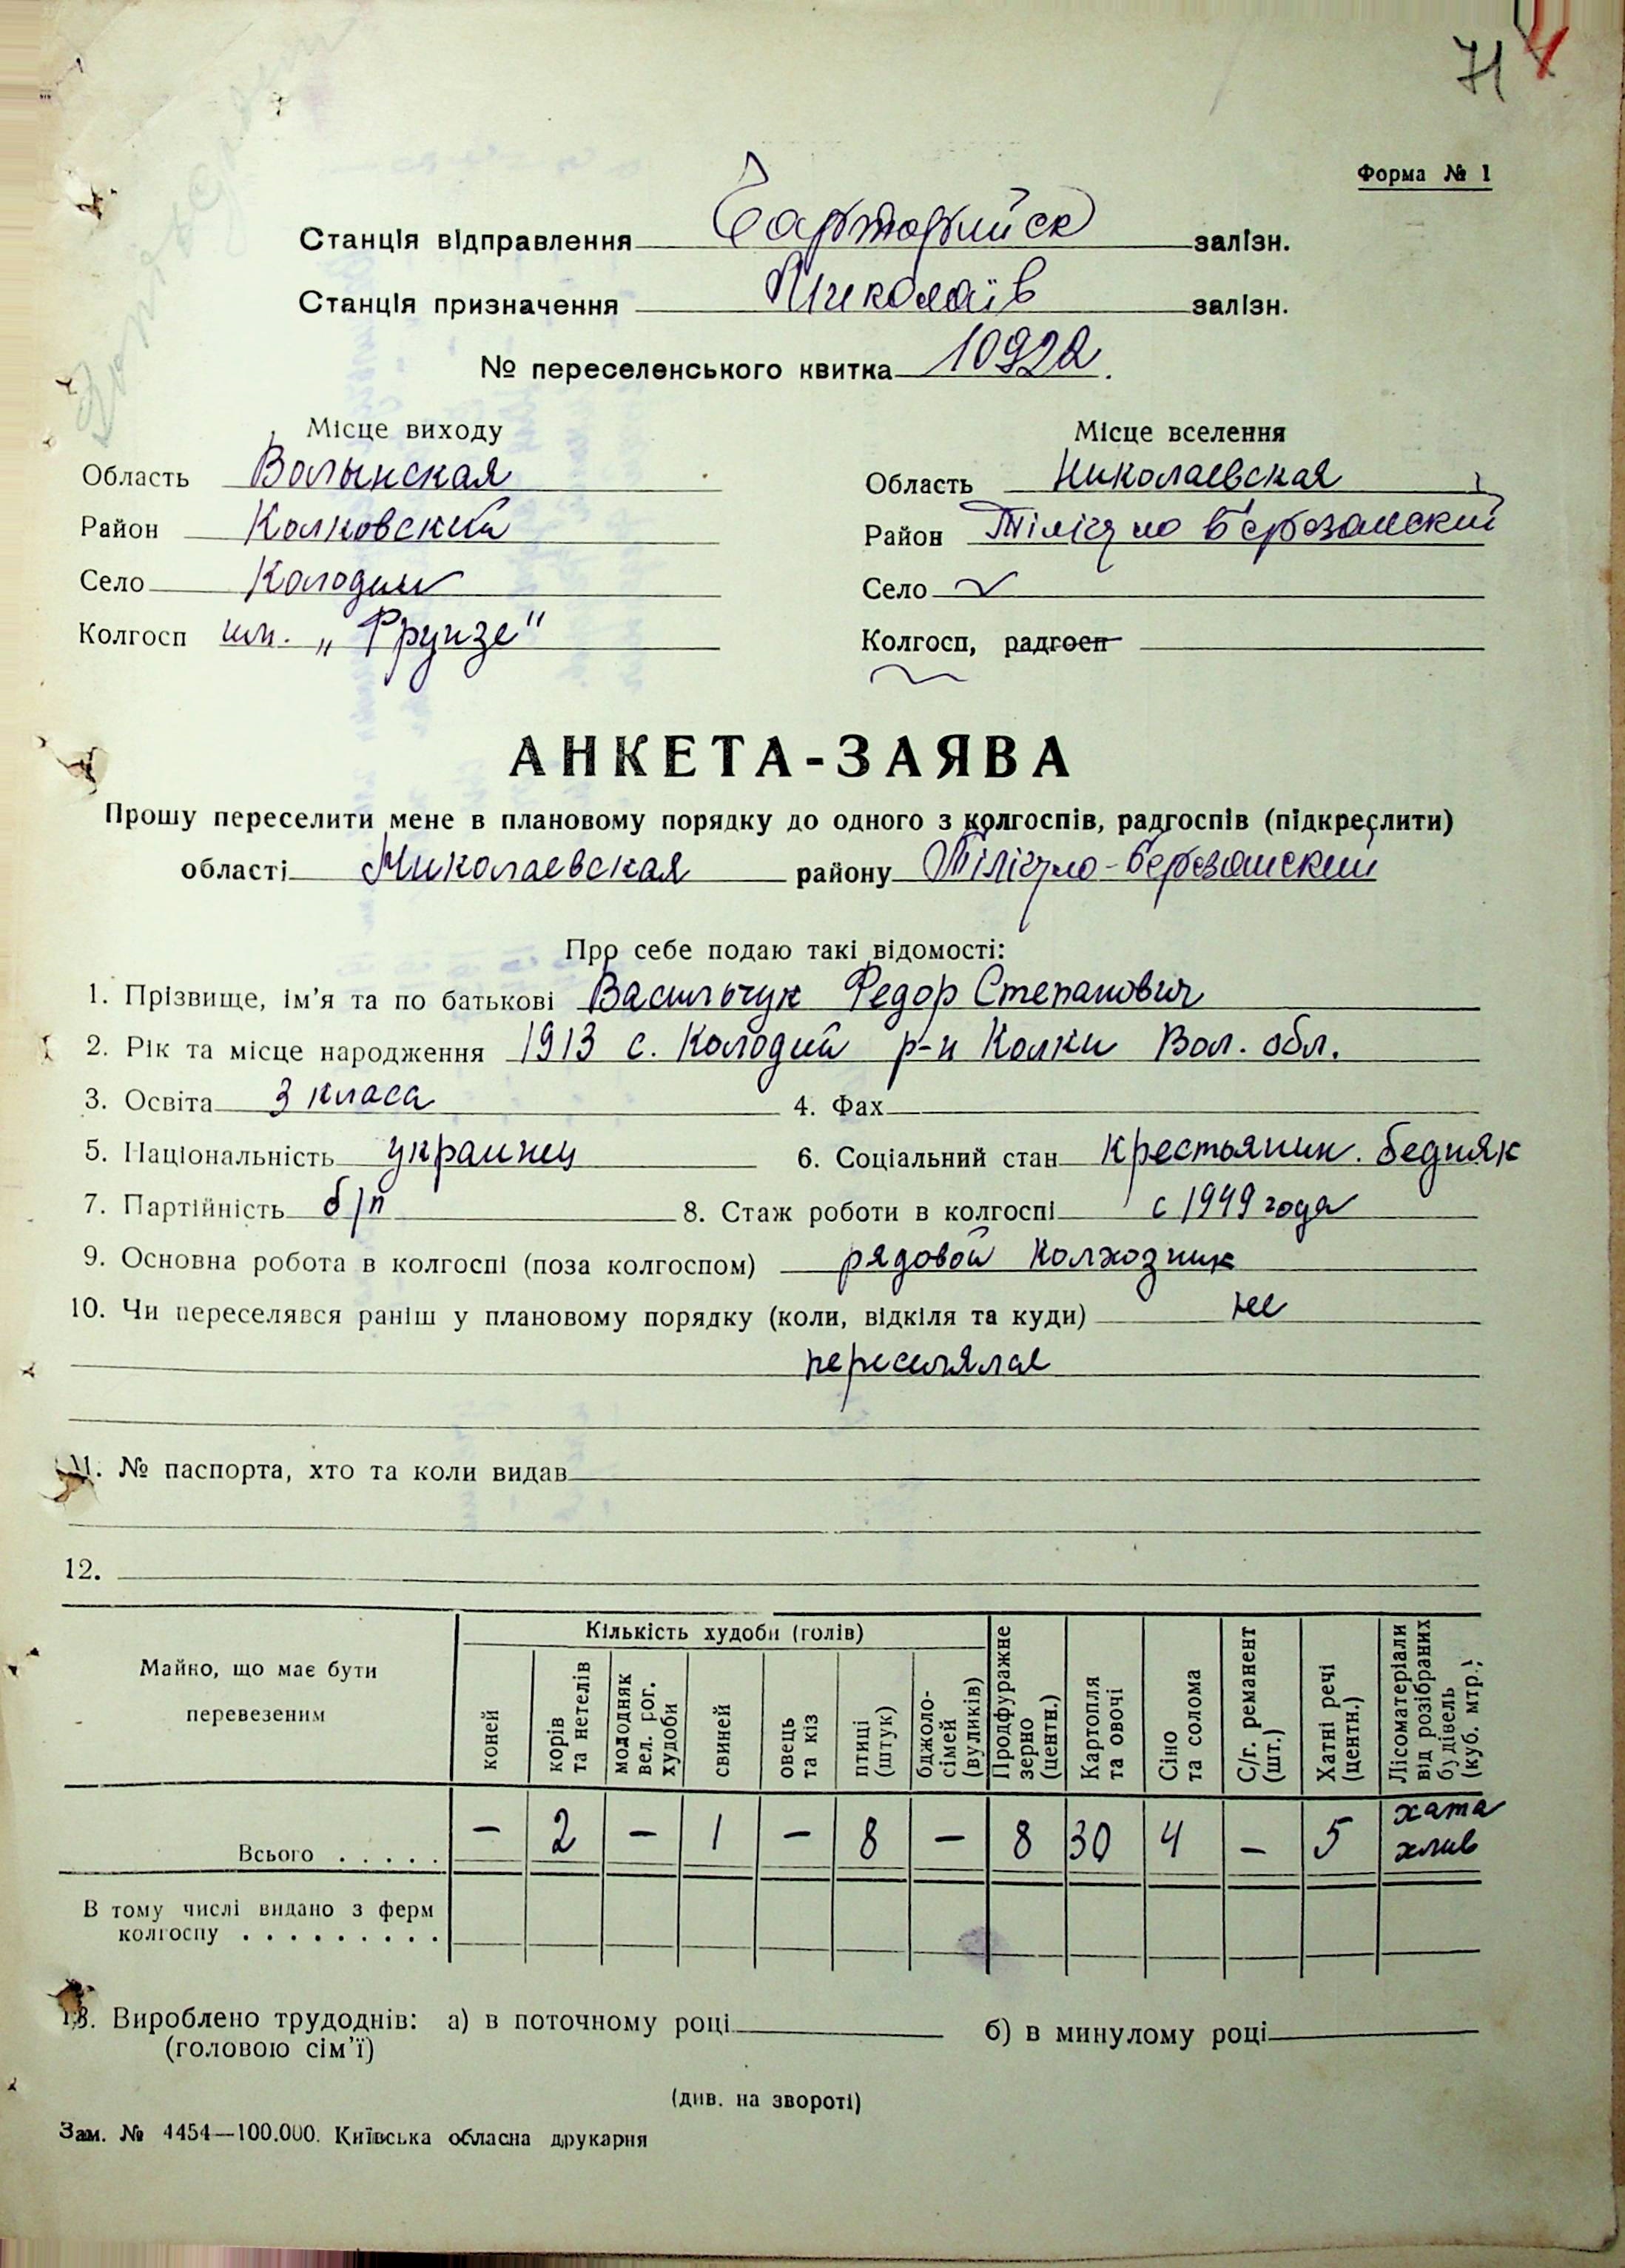 71 4
Форма № 1
Станція відправлення Чарторийск залізн.
Станція призначення Миколаїв залізн.
№ переселенського квитка 10922.
Місце виходу Місце вселення
Область Волынская Область Николаевская
Район Колковский Район Тілігуло Березанский
Село Колодии Село
Колгосп им. „Фрунзе" Колгосп, радгосп
АНКЕТА-ЗАЯВА
Прошу переселити мене в плановому порядку до одного з колгоспів, радгоспів (підкреслити)
області Николаевская району Тілігуло-Березанский
Про себе подаю такі відомості:
1. Прізвище, ім'я та по батькові Васильчук Федор Степанович
2. Рік та місце народження 1913 с. Колодии р-н Колки Вол. обл.
3. Освіта 3 класа 4. Фах
5. Національність украинец 6. Соціальний стан крестьянин. бедняк
7. Партійність б/п 8. Стаж роботи в колгоспі с 1949 года
9. Основна робота в колгоспі (поза колгоспом) рядовой колхозник
10. Чи переселявся раніш у плановому порядку (коли, відкіля та куди) не
переселялся
11. № паспорта, хто та коли видав
12.
Майно, що має бути перевезеним
Кількість худоби (голів)
коней
корів та нетелів
молодняк вел. рог. худоби
свиней
овець та кіз
птиці (штук)
бджоло-сімей (вуликів)
Продфуражне зерно (центн.)
Картопля та овочі
Сіно та солома
С/г. реманент (шт.)
Хатні речі (центн.)
Лісоматеріали від розібраних будівель (куб. мтр.)
Всього . . . . . – 2 – 1 – 8 – 8 30 4 – 5 хата хлив
В тому числі видано з ферм
колгоспу . . . . . . . . .
13. Вироблено трудоднів: а) в поточному році б) в минулому році
(головою сім'ї)
(див. на звороті)
Зам. № 4454—100.000. Київська обласна друкарня